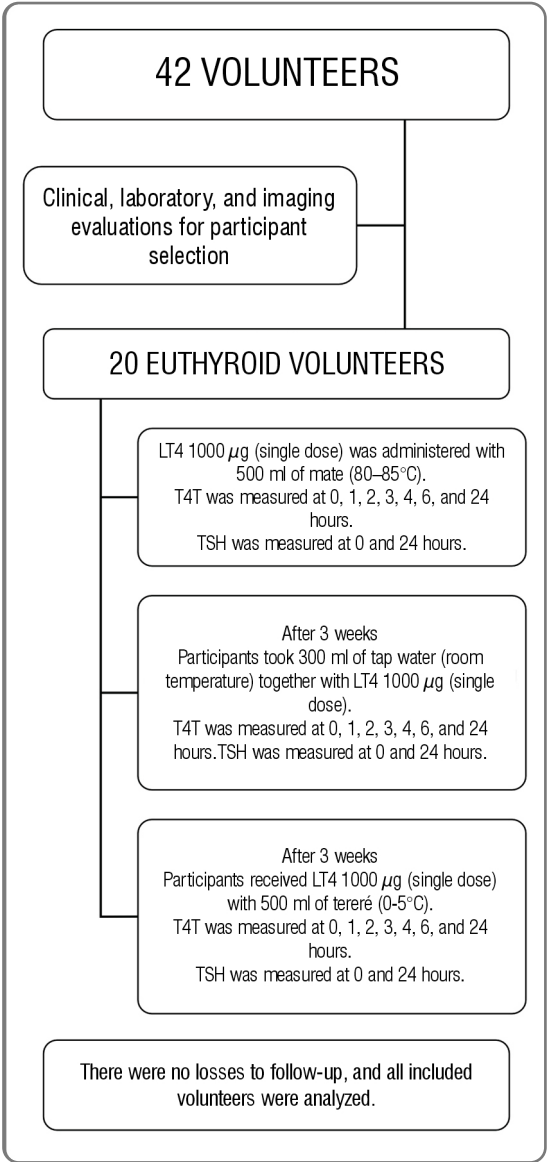 42 VOLUNTEERS
Clinical, laboratory, and imaging
evaluations for participant
selection
20 EUTHYROID VOLUNTEERS
LT4 1000 µg (single dose) was administered with
500 ml of mate (80–85°C).
T4T was measured at 0, 1, 2, 3, 4, 6, and 24
hours.
TSH was measured at 0 and 24 hours.
After 3 weeks
Participants took 300 ml of tap water (room
temperature) together with LT4 1000 µg (single
dose).
T4T was measured at 0, 1, 2, 3, 4, 6, and 24
hours.TSH was measured at 0 and 24 hours.
After 3 weeks
Participants received LT4 1000 µg (single dose)
with 500 ml of tereré (0-5°C).
T4T was measured at 0, 1, 2, 3, 4, 6, and 24
hours.
TSH was measured at 0 and 24 hours.
There were no losses to follow-up, and all included
volunteers were analyzed.